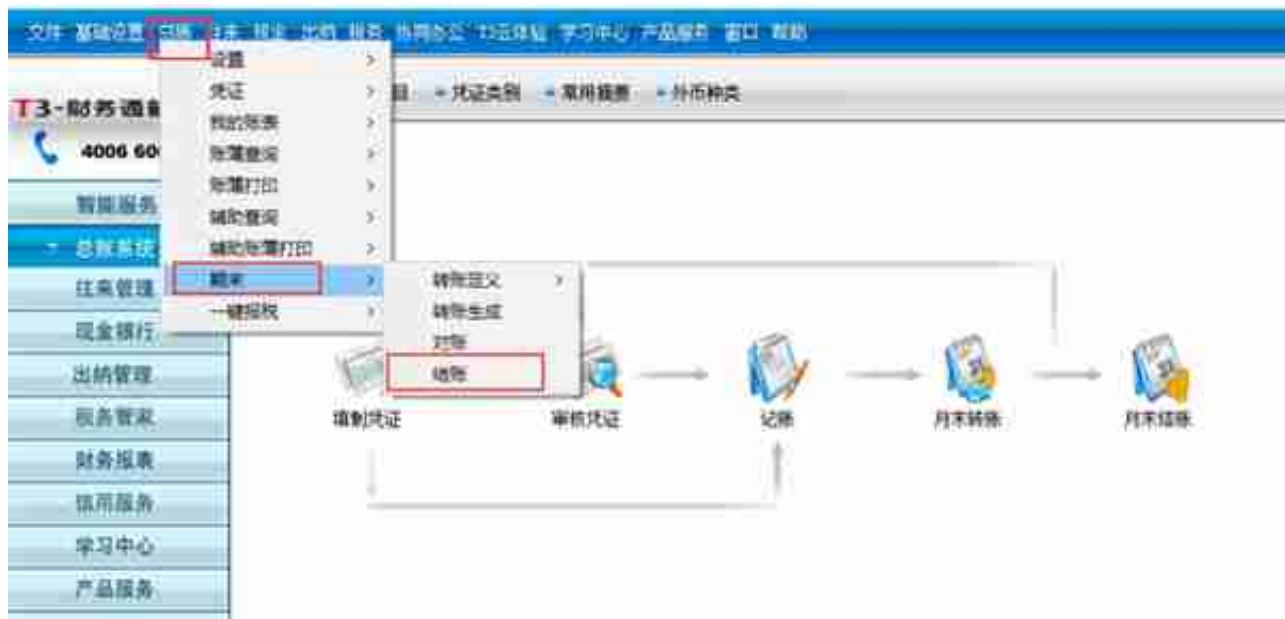 文件 基础设置 总账 往来 现金 出纳 税务 协同办公 T3云体验 学习中心 产品服务 窗口 帮助
目 凭证类别 常用摘要 外币种类
T3-财务通
4006 60
设置
凭证
我的账表
账簿查询
账簿打印
辅助查询
辅助账簿打印
期末
一键报税
转账定义
转账生成
对账
结账
智能服务
总账系统
往来管理
现金银行
出纳管理
税务管家
财务报表
信用服务
学习中心
产品服务
填制凭证 审核凭证 记账 月末转账 月末结账